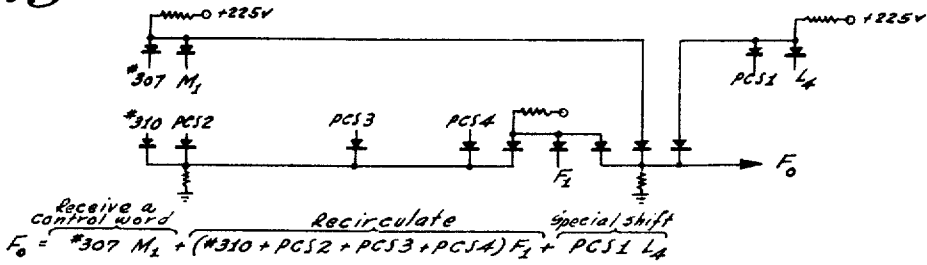 +225v +225v
#307 M₁ PCS1 L₄
#310 PCS2 PCS3 PCS4
F₁ F₀
Receive a control word Recirculate Special shift
F₀ = #307 M₁ + (#310 + PCS2 + PCS3 + PCS4) F₁ + PCS1 L₄